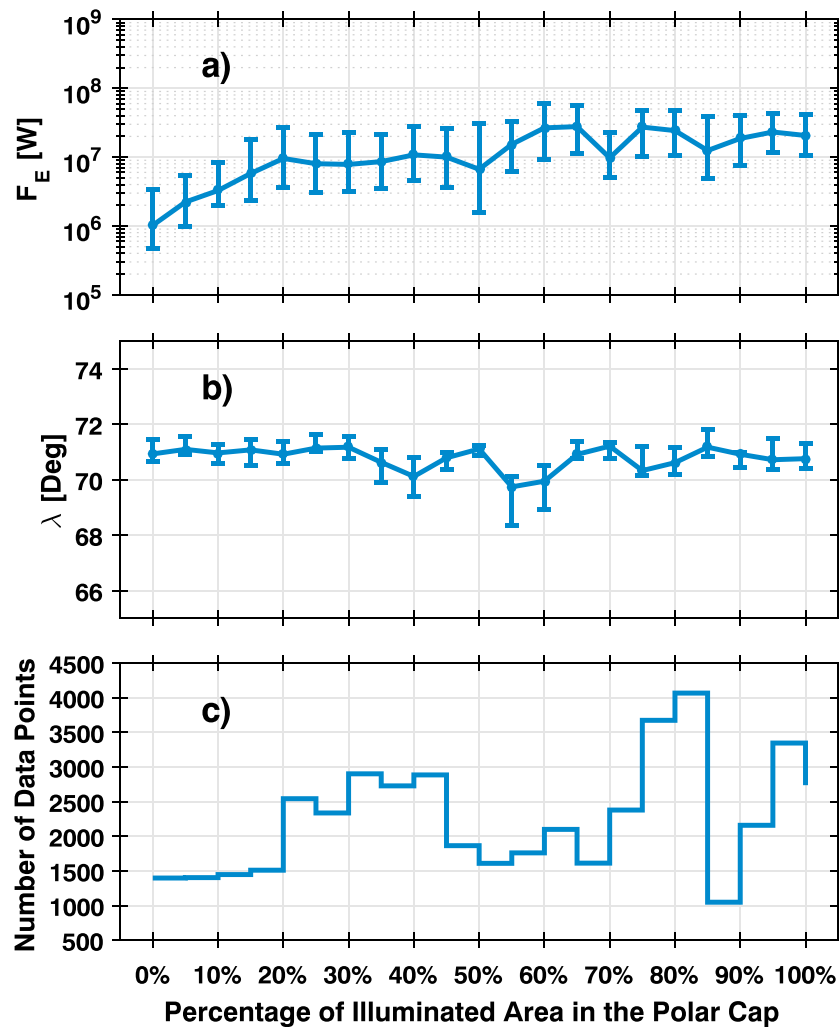 10^9
a)
10^8
10^7
10^6
10^5
F_E [W]
b)
74
72
70
68
66
λ [Deg]
4500
c)
4000
3500
3000
2500
2000
1500
1000
500
Number of Data Points
0% 10% 20% 30% 40% 50% 60% 70% 80% 90% 100%
Percentage of Illuminated Area in the Polar Cap